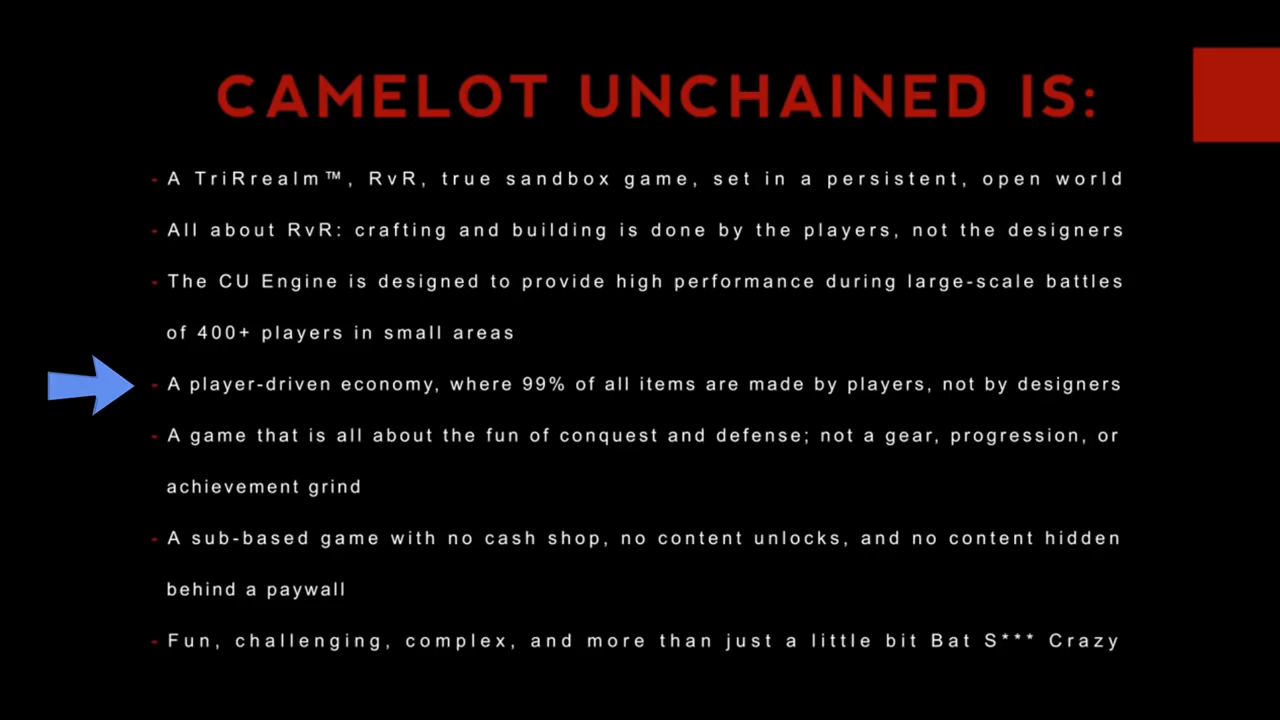 CAMELOT UNCHAINED IS:
- A TriRrealm™, RvR, true sandbox game, set in a persistent, open world
- All about RvR: crafting and building is done by the players, not the designers
- The CU Engine is designed to provide high performance during large-scale battles
of 400+ players in small areas
- A player-driven economy, where 99% of all items are made by players, not by designers
- A game that is all about the fun of conquest and defense; not a gear, progression, or
achievement grind
- A sub-based game with no cash shop, no content unlocks, and no content hidden
behind a paywall
- Fun, challenging, complex, and more than just a little bit Bat S*** Crazy